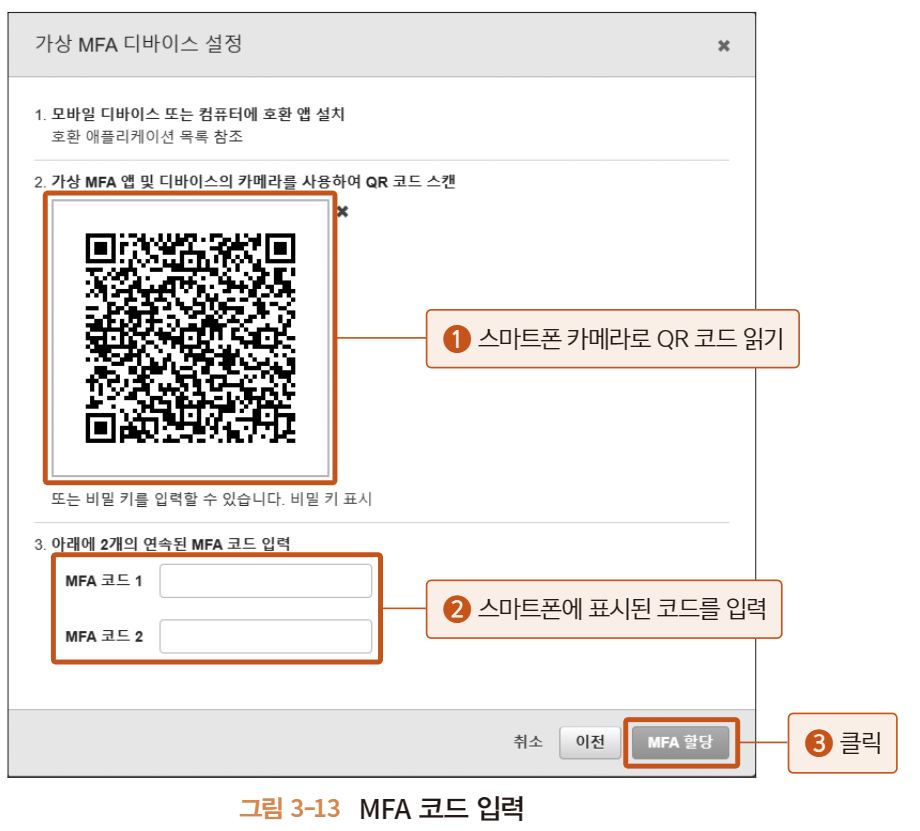 가상 MFA 디바이스 설정
1. 모바일 디바이스 또는 컴퓨터에 호환 앱 설치
호환 애플리케이션 목록 참조
2. 가상 MFA 앱 및 디바이스의 카메라를 사용하여 QR 코드 스캔
1 스마트폰 카메라로 QR 코드 읽기
또는 비밀 키를 입력할 수 있습니다. 비밀 키 표시
3. 아래에 2개의 연속된 MFA 코드 입력
MFA 코드 1
2 스마트폰에 표시된 코드를 입력
MFA 코드 2
취소 이전 MFA 할당
3 클릭
그림 3-13 MFA 코드 입력